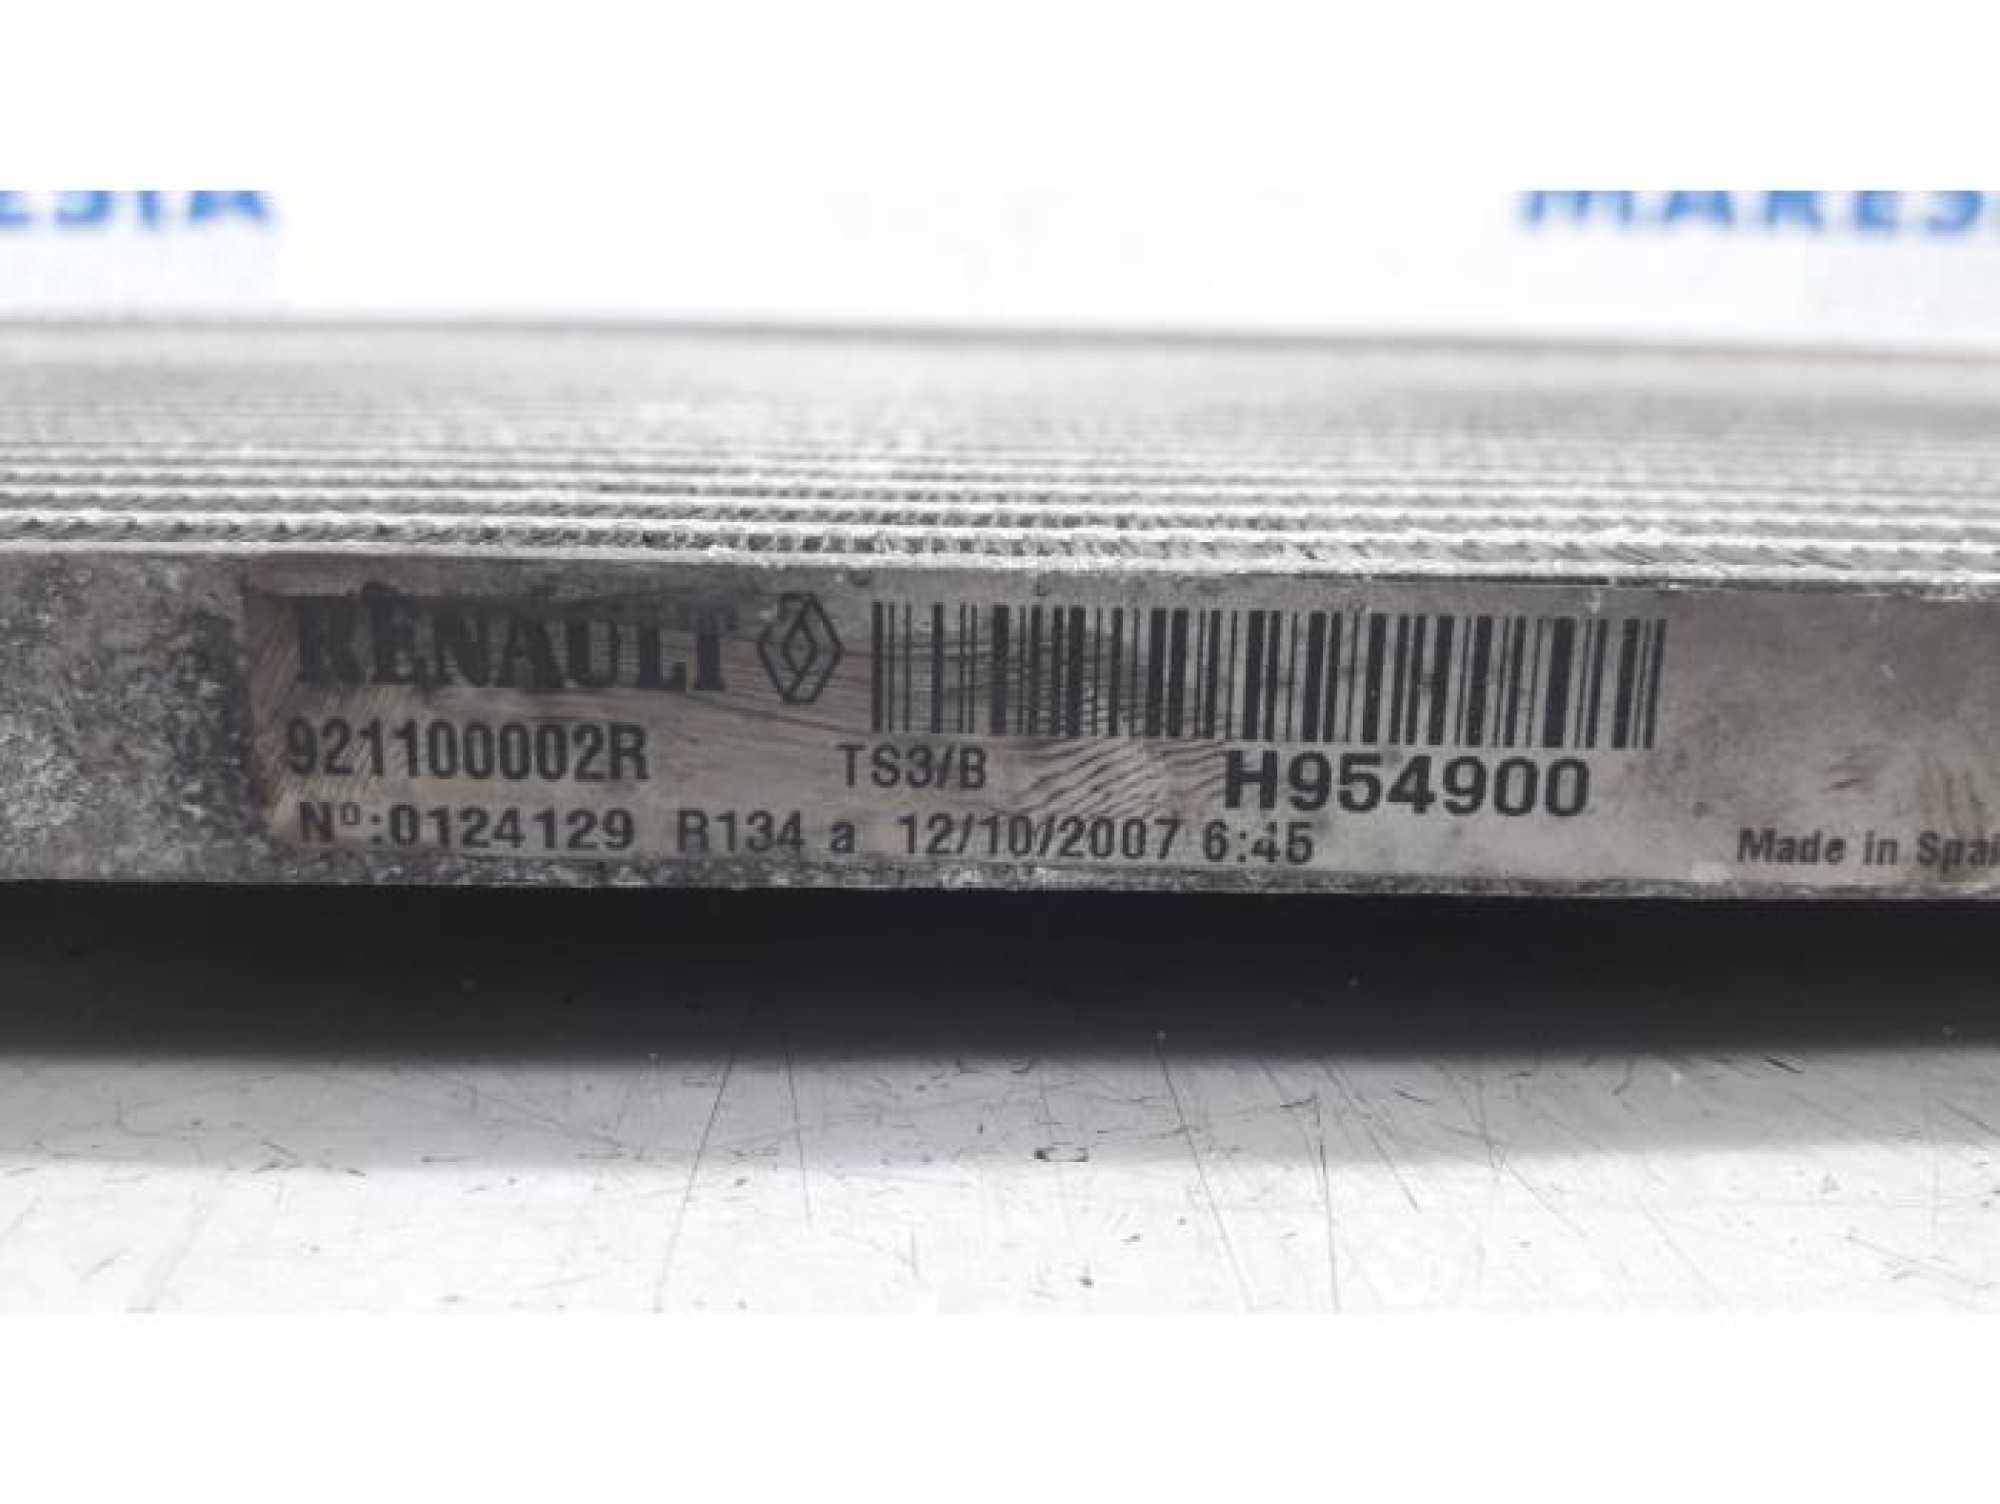 RENAULT
921100002R TS3/B H954900
Nº:0124129 R134 a 12/10/2007 6:45
Made in Spai